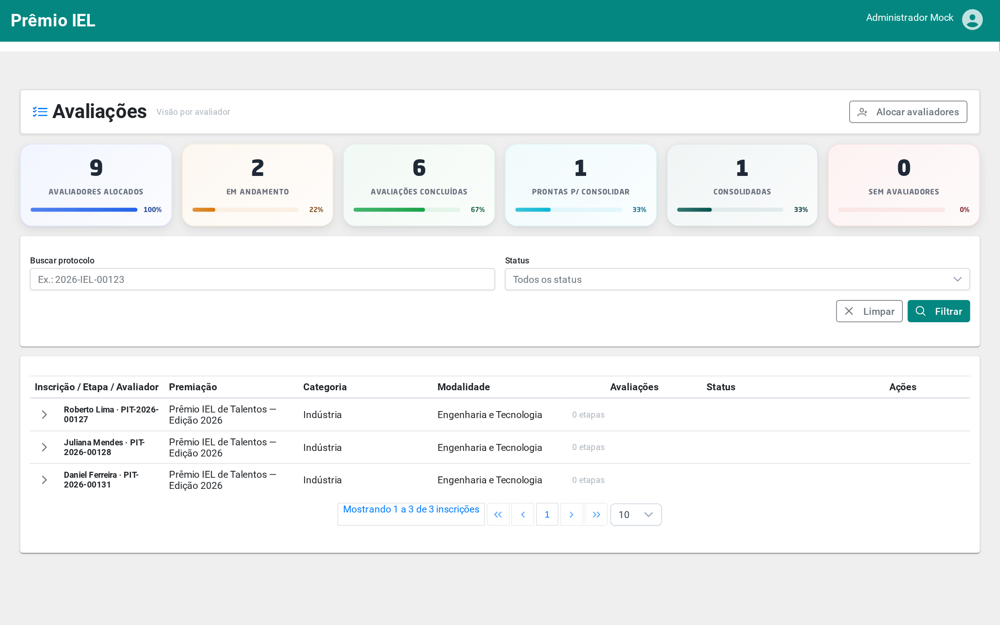 Prêmio IEL
Administrador Mock
Avaliações
Visão por avaliador
Alocar avaliadores
9
AVALIADORES ALOCADOS
100%
2
EM ANDAMENTO
22%
6
AVALIAÇÕES CONCLUÍDAS
67%
1
PRONTAS P/ CONSOLIDAR
33%
1
CONSOLIDADAS
33%
0
SEM AVALIADORES
0%
Buscar protocolo
Ex.: 2026-IEL-00123
Status
Todos os status
Limpar
Filtrar
Inscrição / Etapa / Avaliador
Premiação
Categoria
Modalidade
Avaliações
Status
Ações
Roberto Lima · PIT-2026-
00127
Prêmio IEL de Talentos —
Edição 2026
Indústria
Engenharia e Tecnologia
0 etapas
Juliana Mendes · PIT-
2026-00128
Prêmio IEL de Talentos —
Edição 2026
Indústria
Engenharia e Tecnologia
0 etapas
Daniel Ferreira · PIT-
2026-00131
Prêmio IEL de Talentos —
Edição 2026
Indústria
Engenharia e Tecnologia
0 etapas
Mostrando 1 a 3 de 3 inscrições
1
10